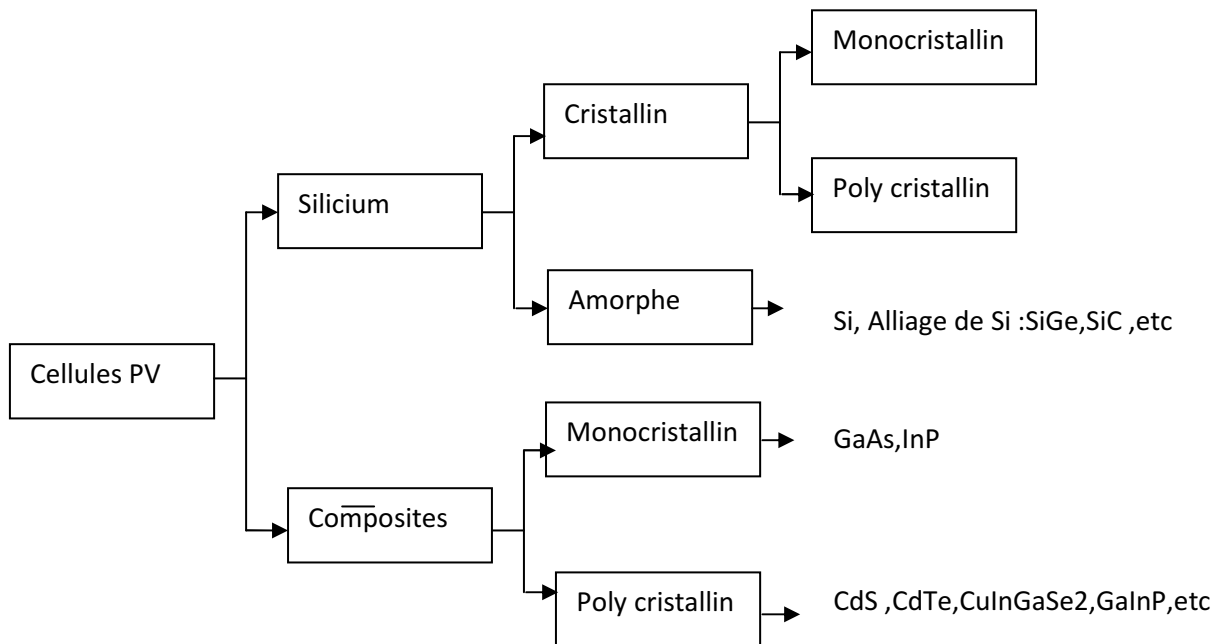 Monocristallin
Cristallin
Poly cristallin
Silicium
Amorphe
Si, Alliage de Si :SiGe,SiC ,etc
Cellules PV
Monocristallin
GaAs,InP
Composites
Poly cristallin
CdS ,CdTe,CuInGaSe2,GaInP,etc